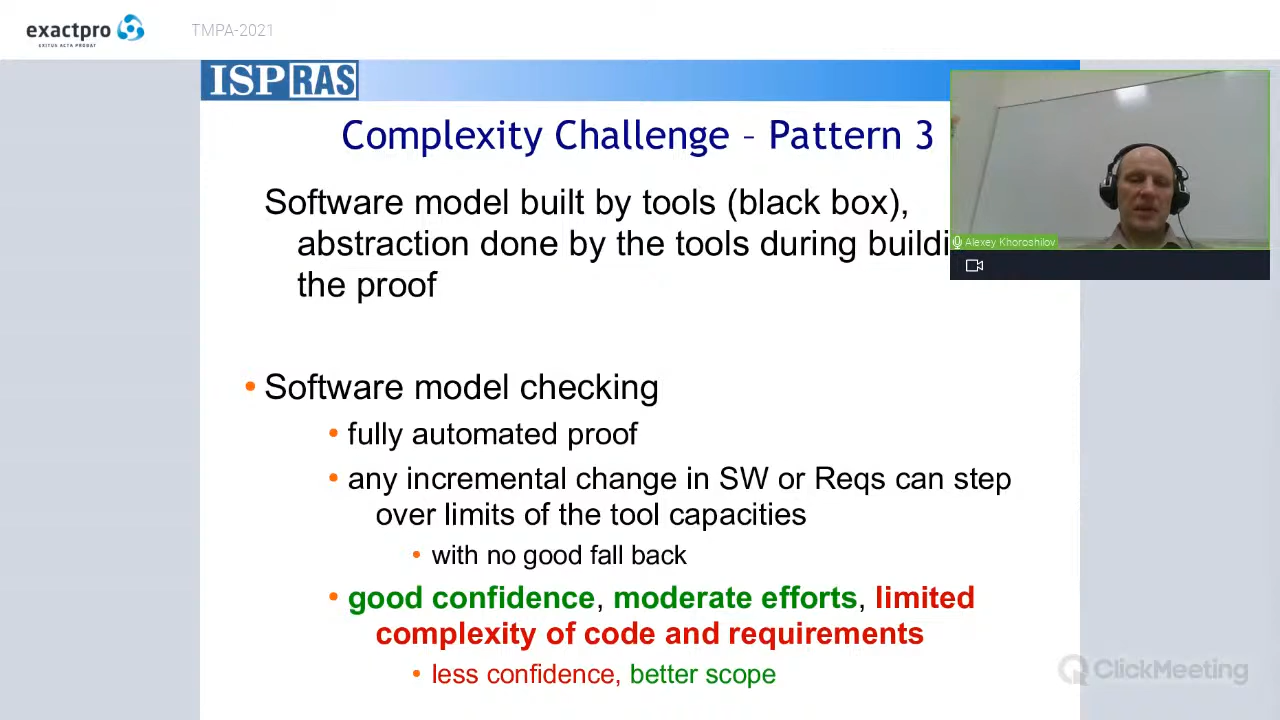 exactpro
EXITUS ACTA PROBAT
TMPA-2021
ISP RAS
Complexity Challenge – Pattern 3
Software model built by tools (black box),
abstraction done by the tools during buildi
the proof
Alexey Khoroshilov
• Software model checking
• fully automated proof
• any incremental change in SW or Reqs can step
over limits of the tool capacities
• with no good fall back
• good confidence, moderate efforts, limited
complexity of code and requirements
• less confidence, better scope
ClickMeeting